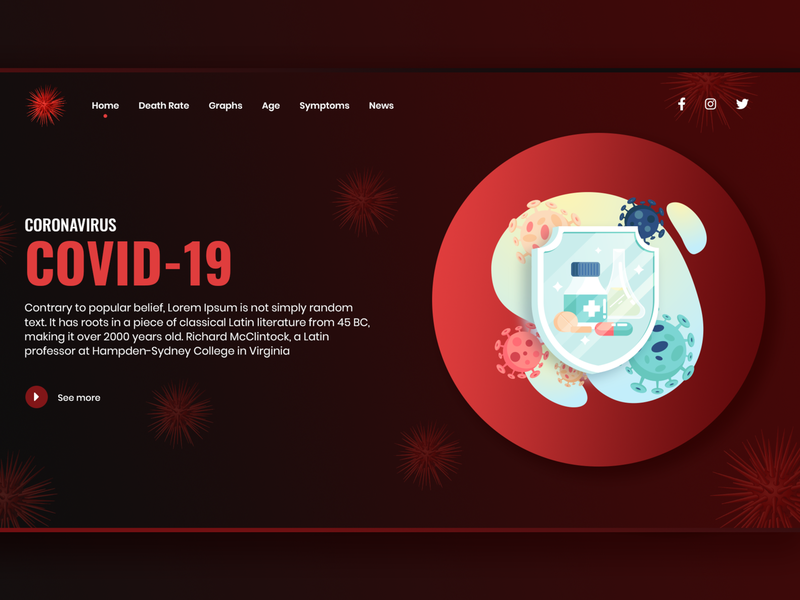 Home Death Rate Graphs Age Symptoms News
CORONAVIRUS
COVID-19
Contrary to popular belief, Lorem Ipsum is not simply random
text. It has roots in a piece of classical Latin literature from 45 BC,
making it over 2000 years old. Richard McClintock, a Latin
professor at Hampden-Sydney College in Virginia
See more